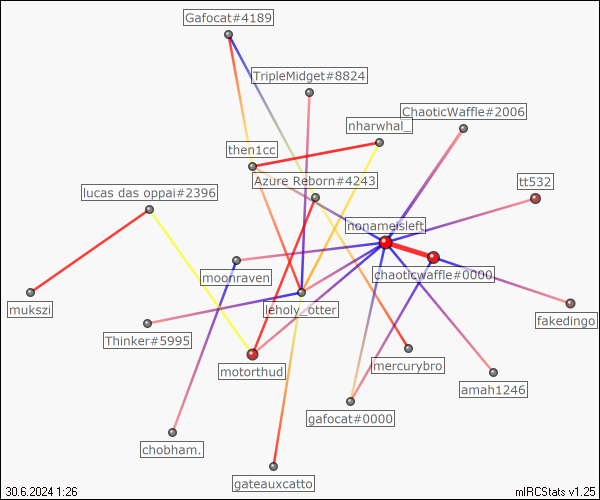 Gafocat#4189
TripleMidget#8824
ChaoticWaffle#2006
nharwhal_
then1cc
Azure Reborn#4243
tt532
lucas das oppai#2396
nonameisleft
moonraven
chaoticwaffle#0000
mukszi
leholy_otter
fakedingo
Thinker#5995
motorthud
mercurybro
amah1246
gafocat#0000
chobham.
gateauxcatto
30.6.2024 1:26
mIRCStats v1.25